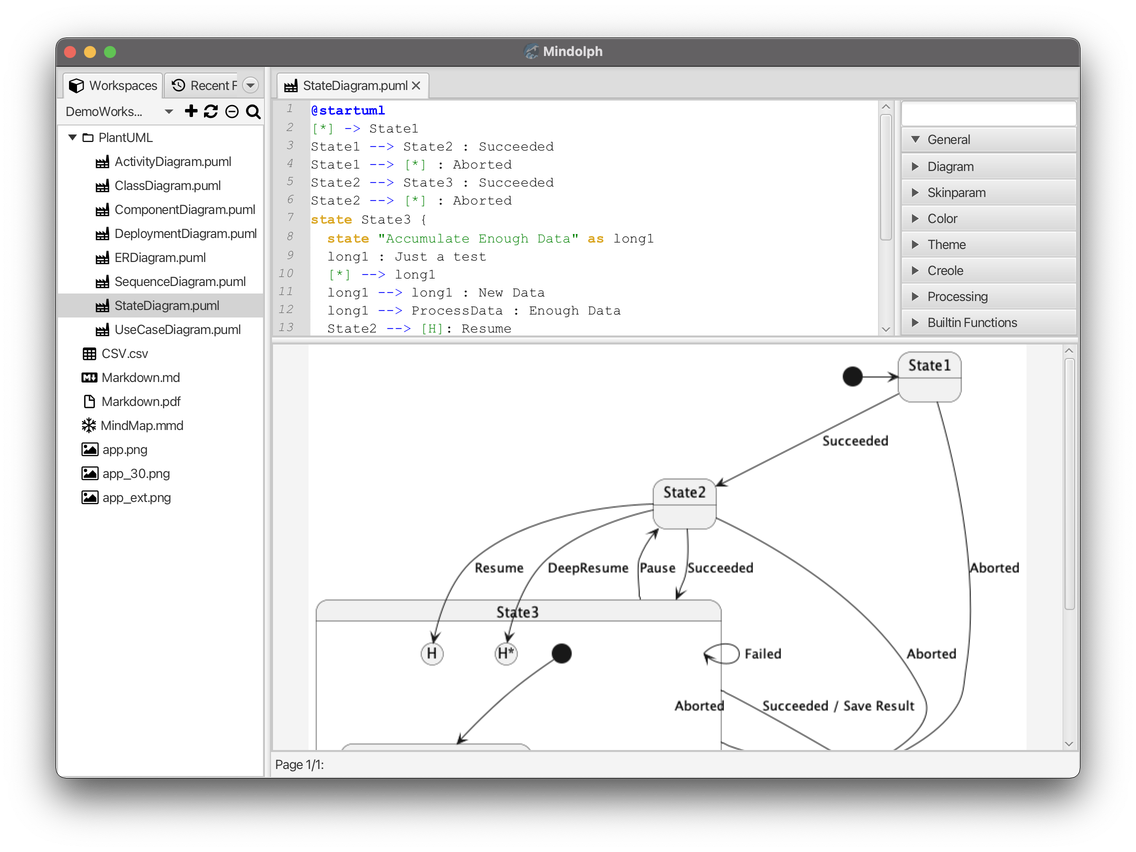 Mindolph
Workspaces
Recent F
DemoWorks...
PlantUML
ActivityDiagram.puml
ClassDiagram.puml
ComponentDiagram.puml
DeploymentDiagram.puml
ERDiagram.puml
SequenceDiagram.puml
StateDiagram.puml
UseCaseDiagram.puml
CSV.csv
Markdown.md
Markdown.pdf
MindMap.mmd
app.png
app_30.png
app_ext.png
StateDiagram.puml
1 @startuml
2 [*] -> State1
3 State1 --> State2 : Succeeded
4 State1 --> [*] : Aborted
5 State2 --> State3 : Succeeded
6 State2 --> [*] : Aborted
7 state State3 {
8 state "Accumulate Enough Data" as long1
9 long1 : Just a test
10 [*] --> long1
11 long1 --> long1 : New Data
12 long1 --> ProcessData : Enough Data
13 State2 --> [H]: Resume
General
Diagram
Skinparam
Color
Theme
Creole
Processing
Builtin Functions
State1
Succeeded
State2
Resume
DeepResume
Pause
Succeeded
Aborted
State3
H
H*
Failed
Aborted
Aborted
Succeeded / Save Result
Page 1/1: